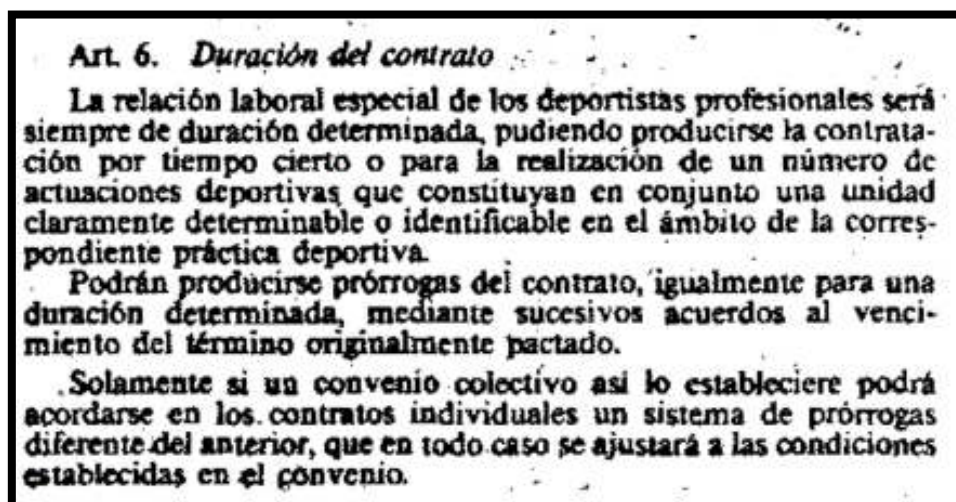 Art. 6. Duración del contrato
La relación laboral especial de los deportistas profesionales será
siempre de duración determinada, pudiendo producirse la contrata-
ción por tiempo cierto o para la realización de un número de
actuaciones deportivas que constituyan en conjunto una unidad
claramente determinable o identificable en el ámbito de la corres-
pondiente práctica deportiva.
Podrán producirse prórrogas del contrato, igualmente para una
duración determinada, mediante sucesivos acuerdos al venci-
miento del término originalmente pactado.
Solamente si un convenio colectivo asi lo estableciere podrá
acordarse en los contratos individuales un sistema de prórrogas
diferente del anterior, que en todo caso se ajustará a las condiciones
establecidas en el convenio.